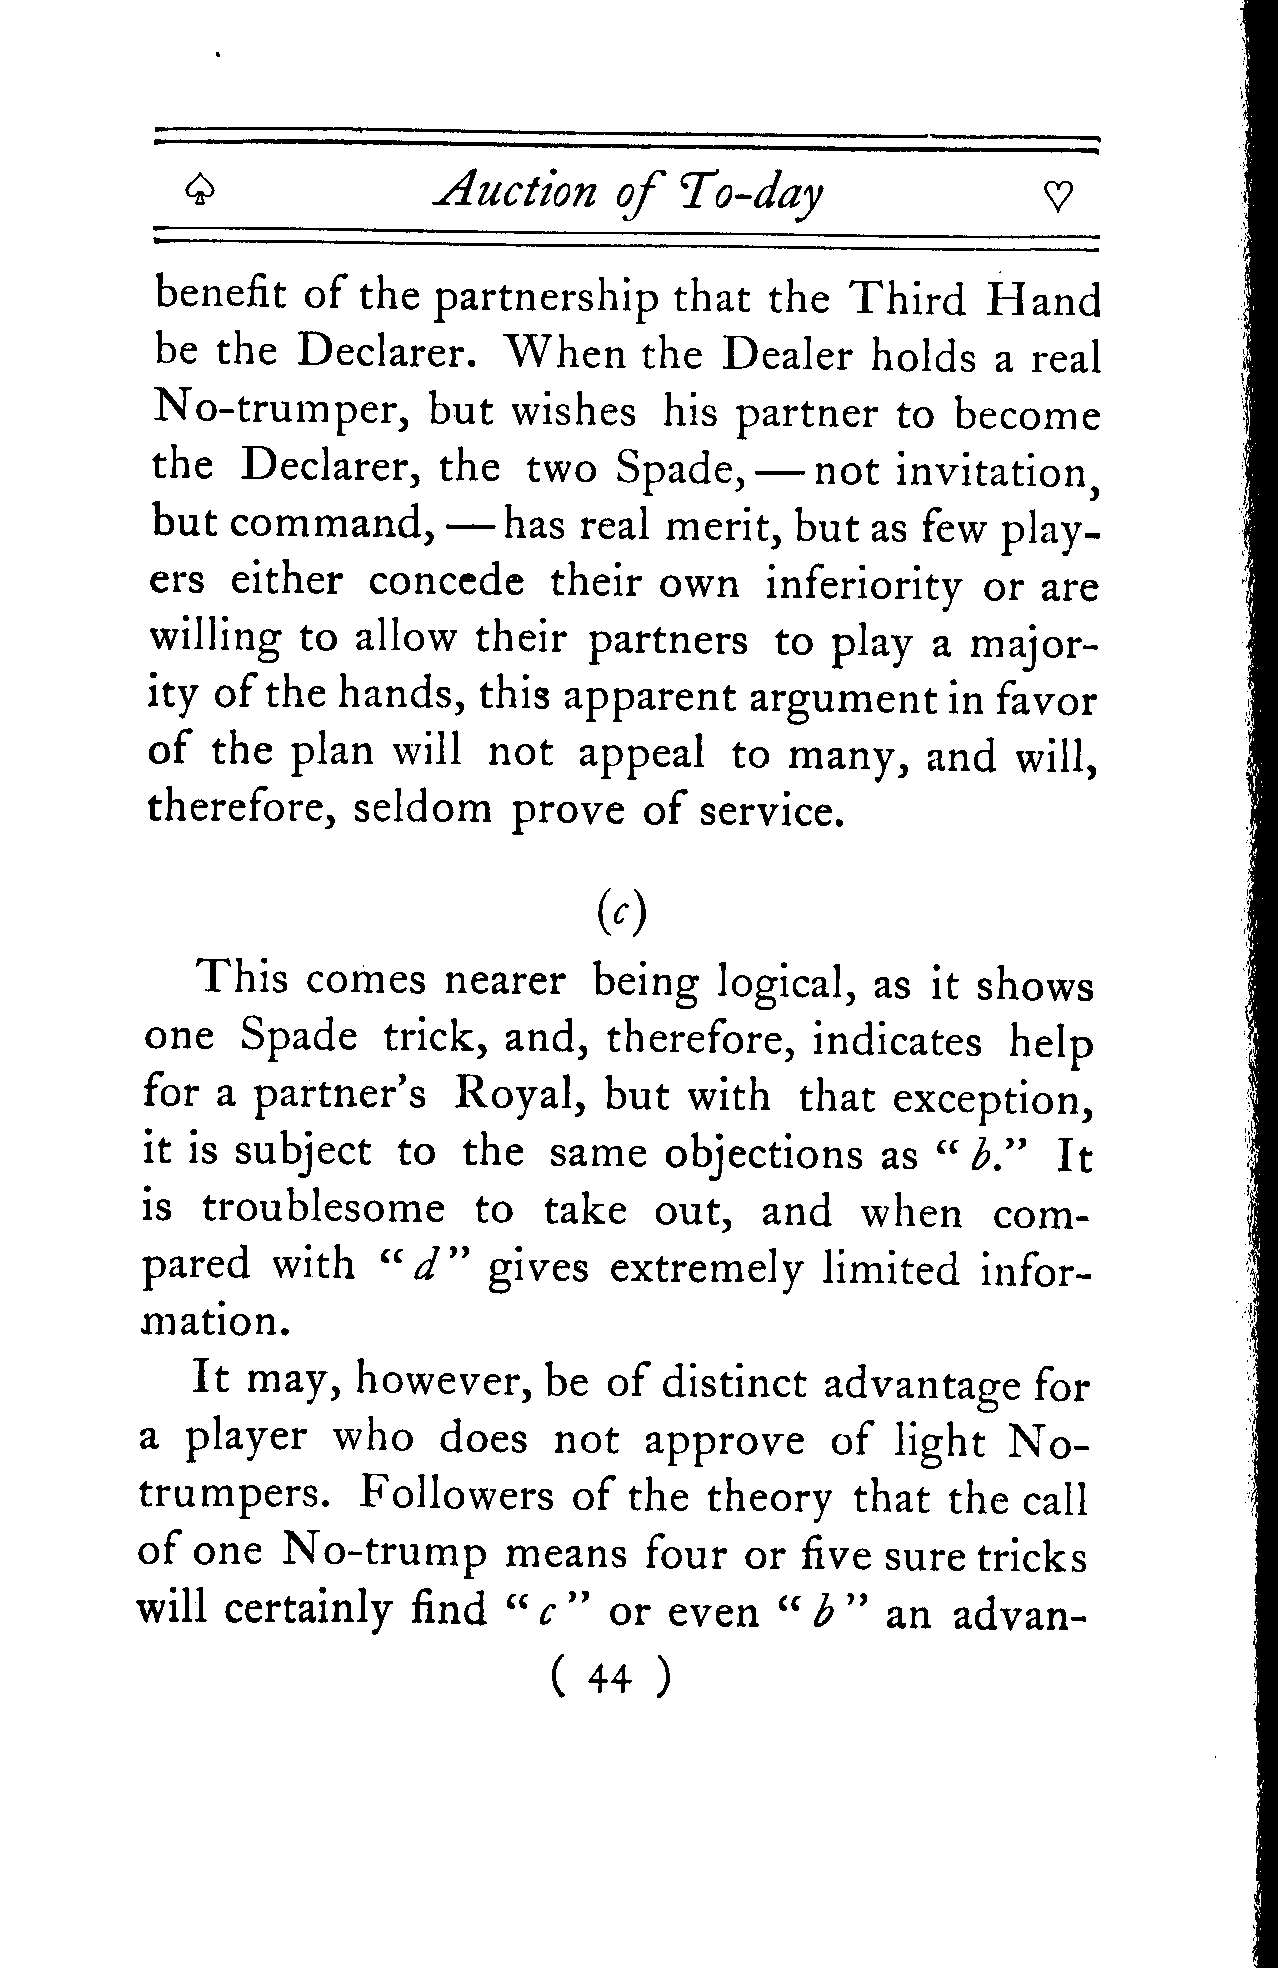 ♤ Auction of To-day ♡
benefit of the partnership that the Third Hand
be the Declarer. When the Dealer holds a real
No-trumper, but wishes his partner to become
the Declarer, the two Spade, — not invitation,
but command, — has real merit, but as few play-
ers either concede their own inferiority or are
willing to allow their partners to play a major-
ity of the hands, this apparent argument in favor
of the plan will not appeal to many, and will,
therefore, seldom prove of service.
(c)
This comes nearer being logical, as it shows
one Spade trick, and, therefore, indicates help
for a partner's Royal, but with that exception,
it is subject to the same objections as “b.” It
is troublesome to take out, and when com-
pared with “d” gives extremely limited infor-
mation.
It may, however, be of distinct advantage for
a player who does not approve of light No-
trumpers. Followers of the theory that the call
of one No-trump means four or five sure tricks
will certainly find “c” or even “b” an advan-
( 44 )